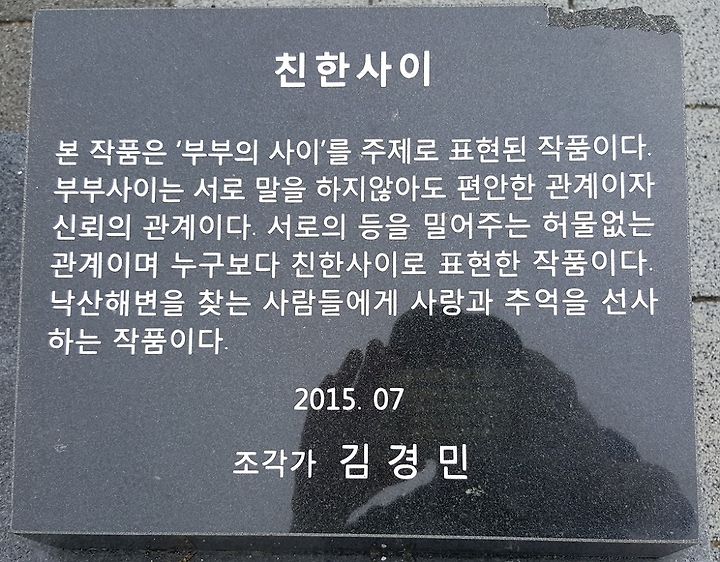 친한사이
본 작품은 '부부의 사이'를 주제로 표현된 작품이다.
부부사이는 서로 말을 하지않아도 편안한 관계이자
신뢰의 관계이다. 서로의 등을 밀어주는 허물없는
관계이며 누구보다 친한사이로 표현한 작품이다.
낙산해변을 찾는 사람들에게 사랑과 추억을 선사
하는 작품이다.
2015. 07
조각가 김경민